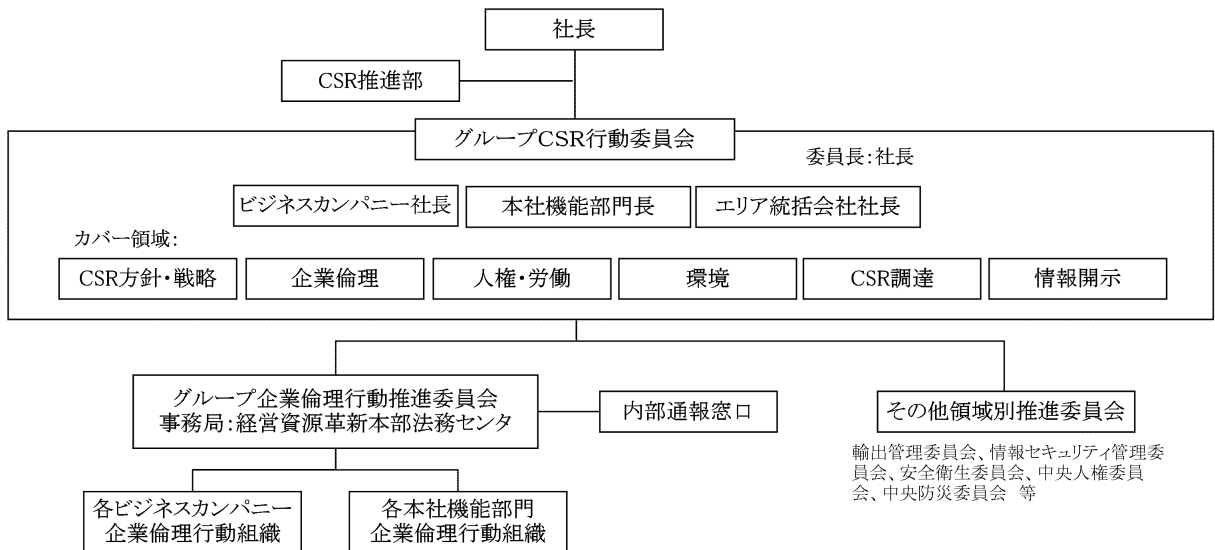 社長
CSR推進部
グループCSR行動委員会
委員長：社長
ビジネスカンパニー社長
本社機能部門長
エリア統括会社社長
カバー領域：
CSR方針・戦略
企業倫理
人権・労働
環境
CSR調達
情報開示
グループ企業倫理行動推進委員会
事務局：経営資源革新本部法務センタ
内部通報窓口
その他領域別推進委員会
輸出管理委員会、情報セキュリティ管理委
員会、安全衛生委員会、中央人権委員
会、中央防災委員会　等
各ビジネスカンパニー
企業倫理行動組織
各本社機能部門
企業倫理行動組織